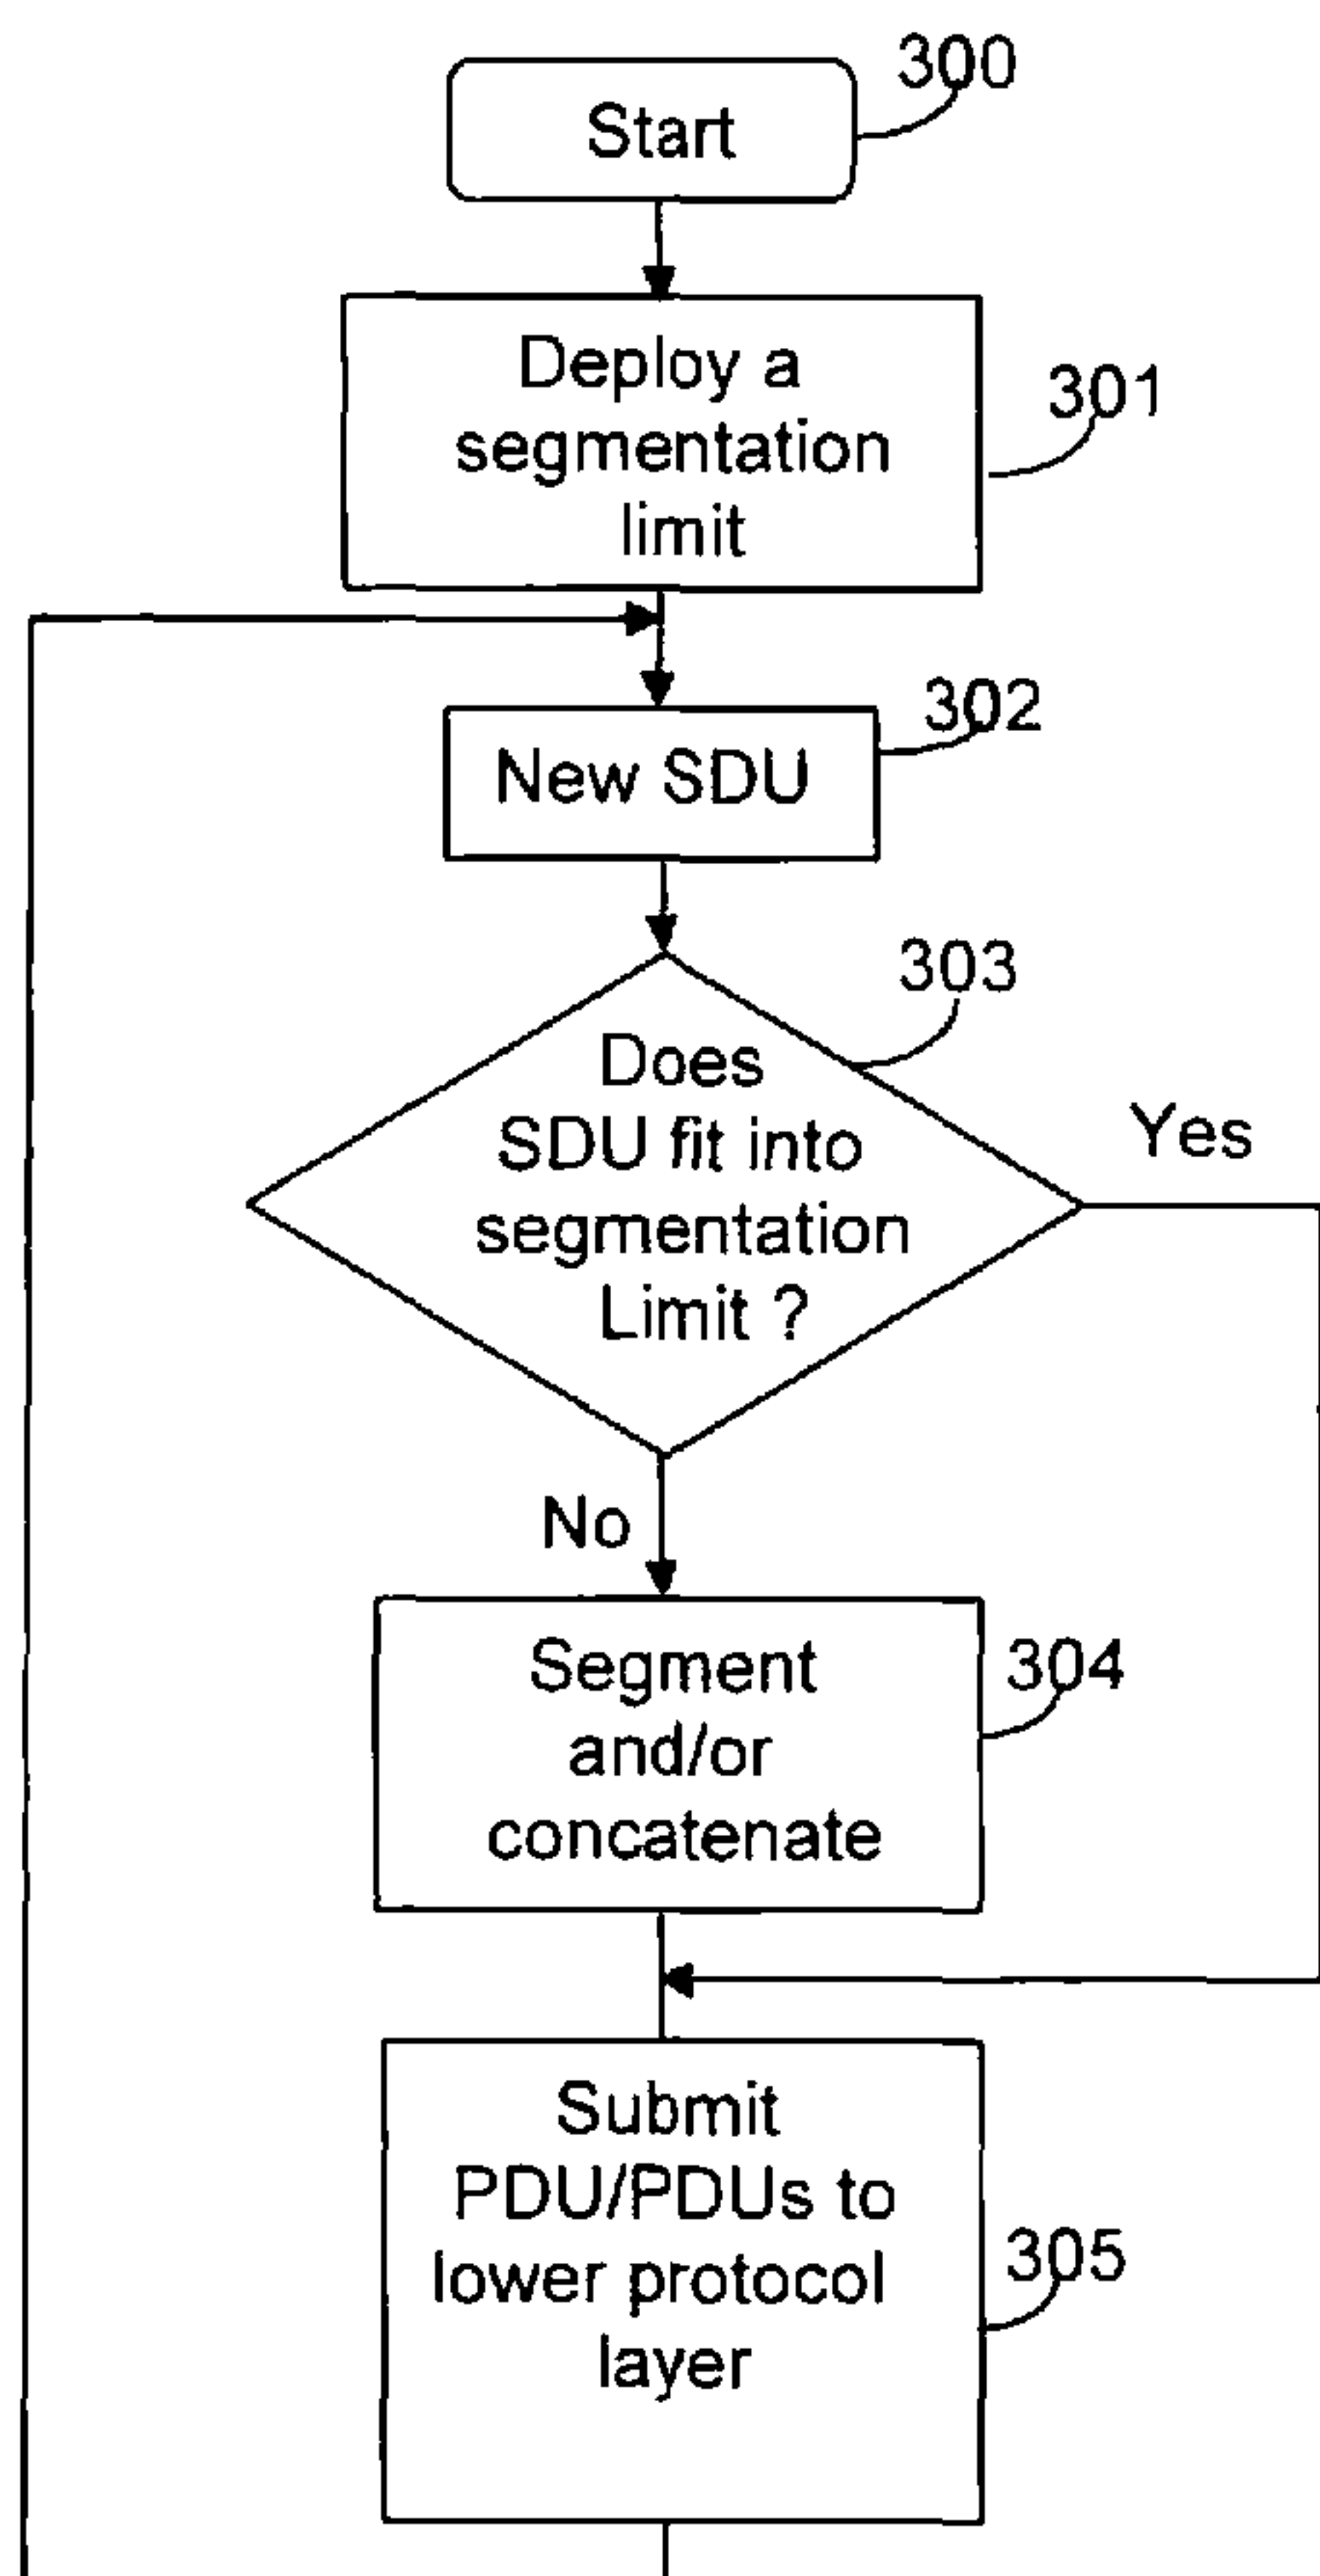 300
Start
Deploy a
segmentation
limit
301
302
New SDU
303
Does
SDU fit into
segmentation
Limit ?
Yes
No
Segment
and/or
concatenate
304
Submit
PDU/PDUs to
lower protocol
layer
305